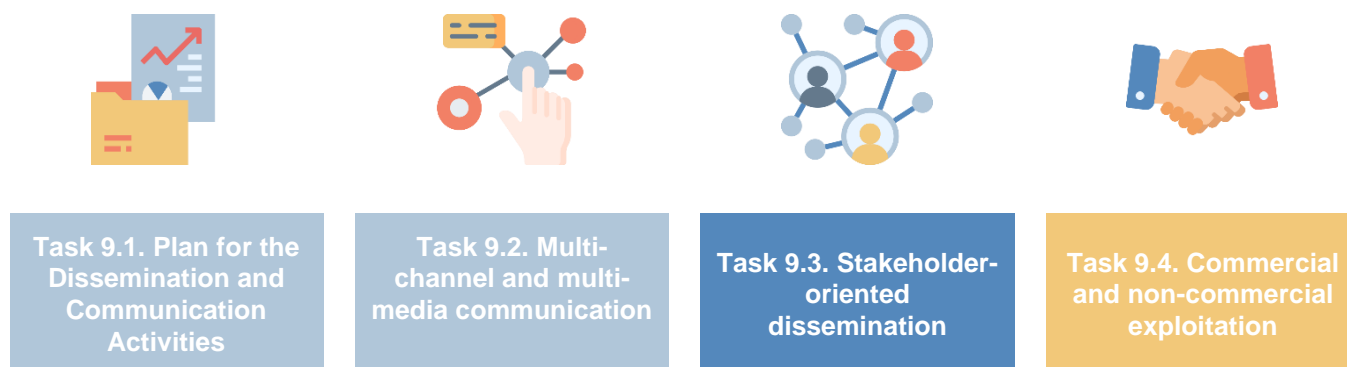 Task 9.1. Plan for the
Dissemination and
Communication
Activities
Task 9.2. Multi-
channel and multi-
media communication
Task 9.3. Stakeholder-
oriented
dissemination
Task 9.4. Commercial
and non-commercial
exploitation